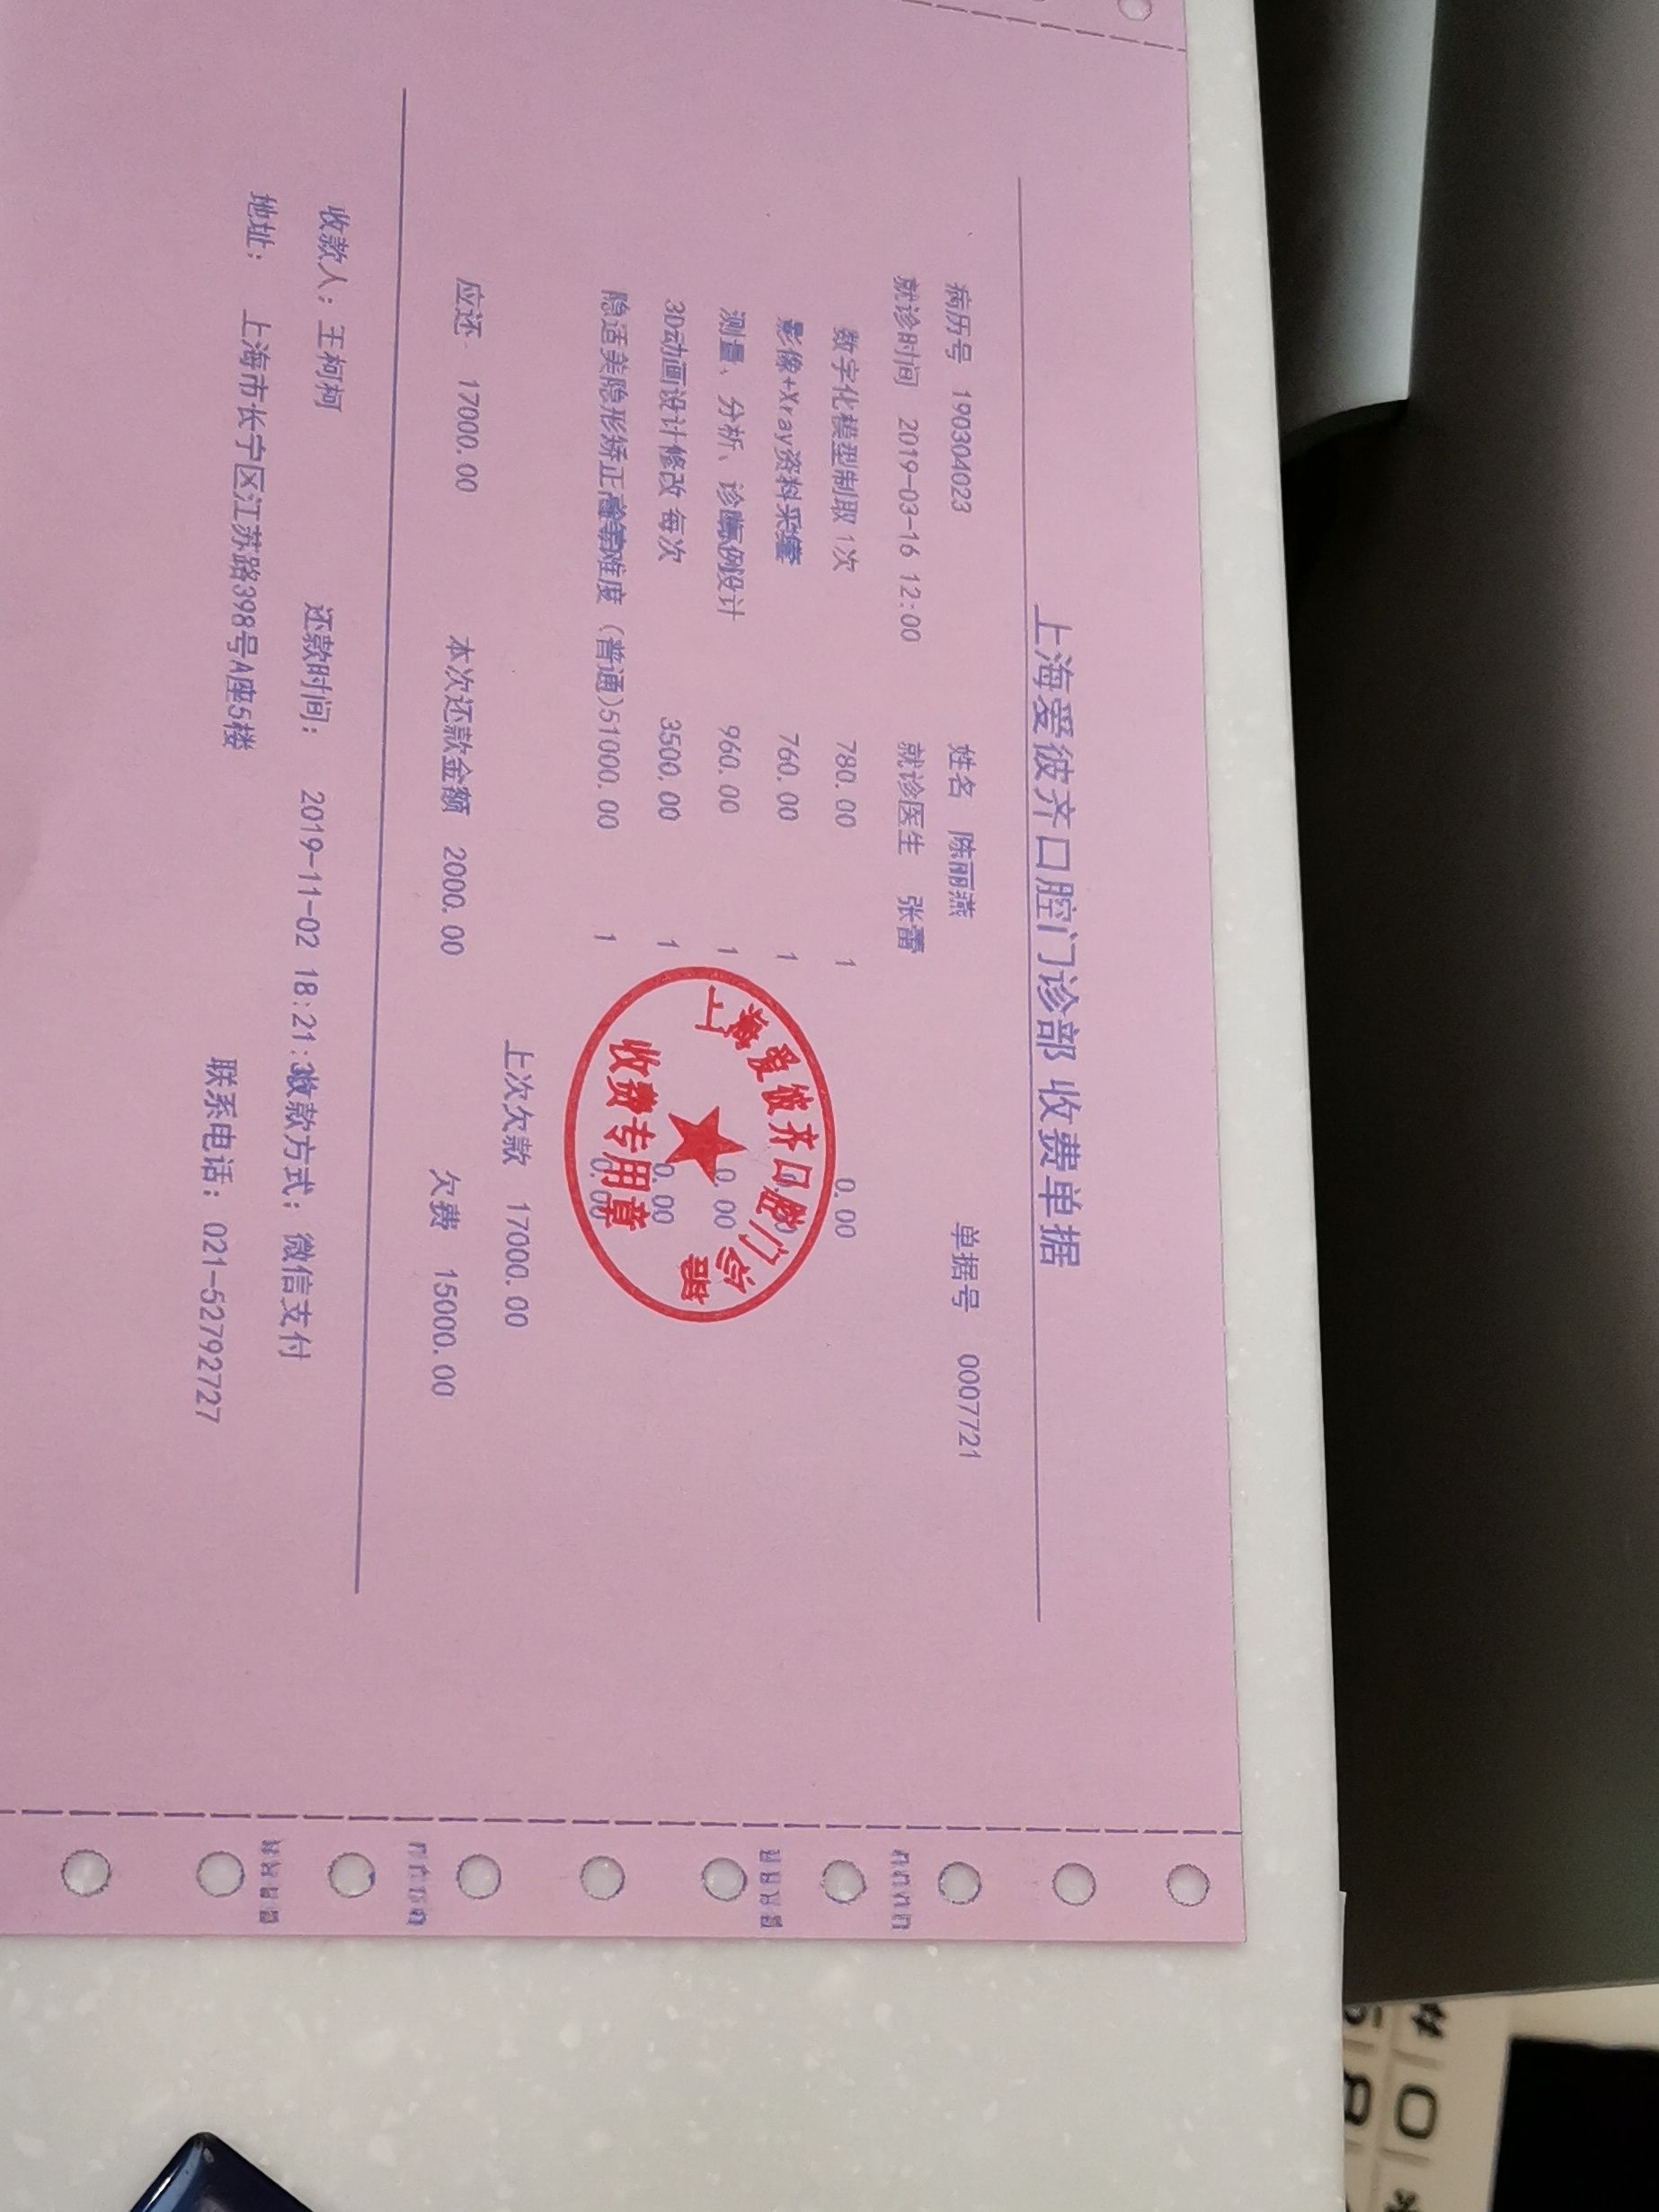 上海爱彼齐口腔门诊部 收费单据
病历号 190304023 姓名 陈丽燕 单据号 0007721
就诊时间 2019-03-16 12:00 就诊医生 张蕾
数字化模型制取 1次 780.00 1 0.00
影像+Xray资料采集 760.00 1
测量、分析、诊断 设计 960.00 1 0.00
3D动画设计修改 每次 3500.00 1 0.00
隐适美隐形矫正 难度 (普通)51000.00 1 0.00
上海爱彼齐口腔门诊部
收费专用章
上次欠款 17000.00
应还 17000.00 本次还款金额 2000.00 欠费 15000.00
收款人: 王柯柯 还款时间: 2019-11-02 18:21: 款方式: 微信支付
地址: 上海市长宁区江苏路398号A座5楼 联系电话: 021-52792727